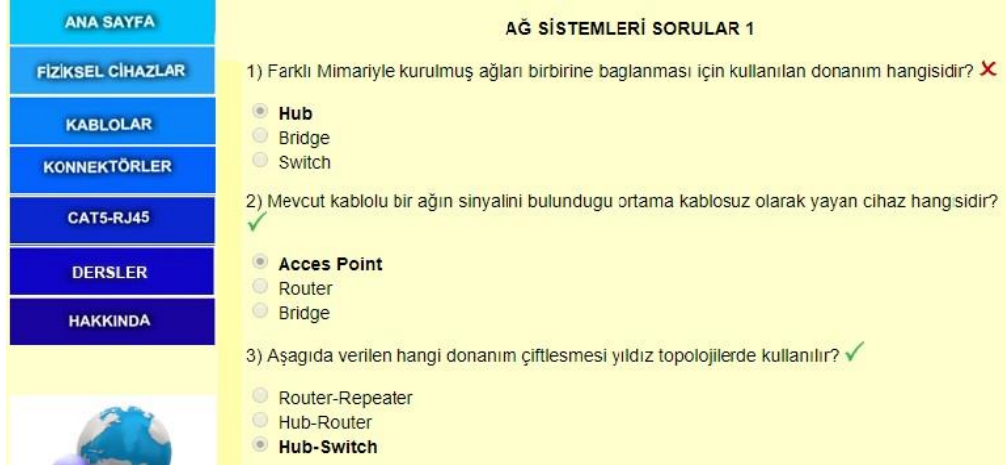 ANA SAYFA
FİZİKSEL CİHAZLAR
KABLOLAR
KONNEKTÖRLER
CAT5-RJ45
DERSLER
HAKKINDA
AĞ SİSTEMLERİ SORULAR 1
1) Farklı Mimariyle kurulmuş ağları birbirine baglanması için kullanılan donanım hangisidir?
Hub
Bridge
Switch
2) Mevcut kablolu bir ağın sinyalini bulundugu ortama kablosuz olarak yayan cihaz hangisidir?
Acces Point
Router
Bridge
3) Aşagıda verilen hangi donanım çiftlesmesi yıldız topolojilerde kullanılır?
Router-Repeater
Hub-Router
Hub-Switch